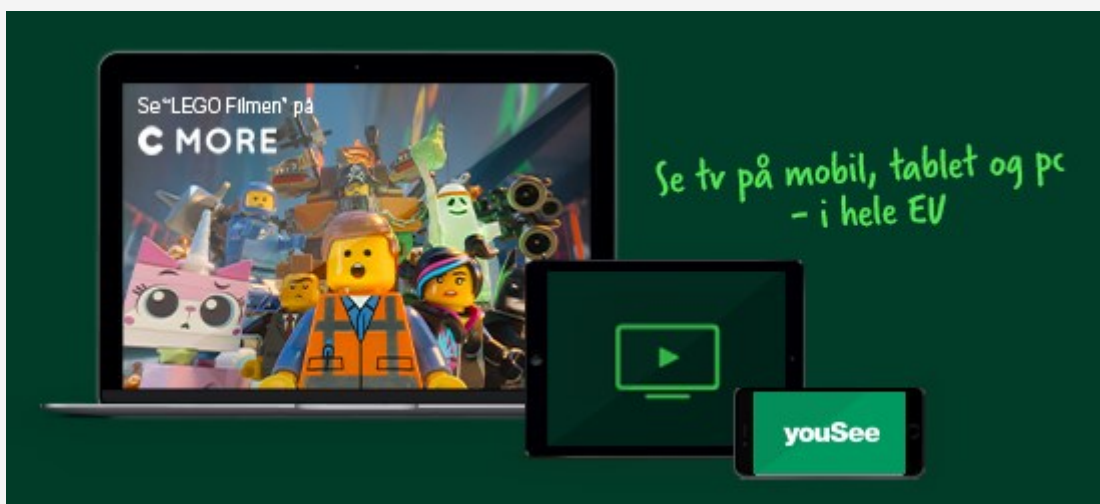 Se "LEGO Filmen" på
C MORE
Se tv på mobil, tablet og pc
- i hele EU
youSee